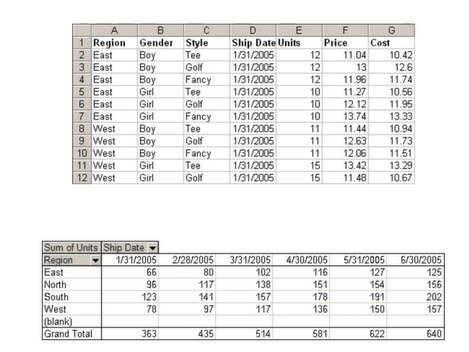 A B C D E F G
1 Region Gender Style Ship Date Units Price Cost
2 East Boy Tee 1/31/2005 12 11.04 10.42
3 East Boy Golf 1/31/2005 12 13 12.6
4 East Boy Fancy 1/31/2005 12 11.96 11.74
5 East Girl Tee 1/31/2005 10 11.27 10.56
6 East Girl Golf 1/31/2005 10 12.12 11.95
7 East Girl Fancy 1/31/2005 10 13.74 13.33
8 West Boy Tee 1/31/2005 11 11.44 10.94
9 West Boy Golf 1/31/2005 11 12.63 11.73
10 West Boy Fancy 1/31/2005 11 12.06 11.51
11 West Girl Tee 1/31/2005 15 13.42 13.29
12 West Girl Golf 1/31/2005 15 11.48 10.67
Sum of Units Ship Date
Region 1/31/2005 2/28/2005 3/31/2005 4/30/2005 5/31/2005 6/30/2005
East 66 80 102 116 127 125
North 96 117 138 151 154 156
South 123 141 157 178 191 202
West 78 97 117 136 150 157
(blank)
Grand Total 363 435 514 581 622 640